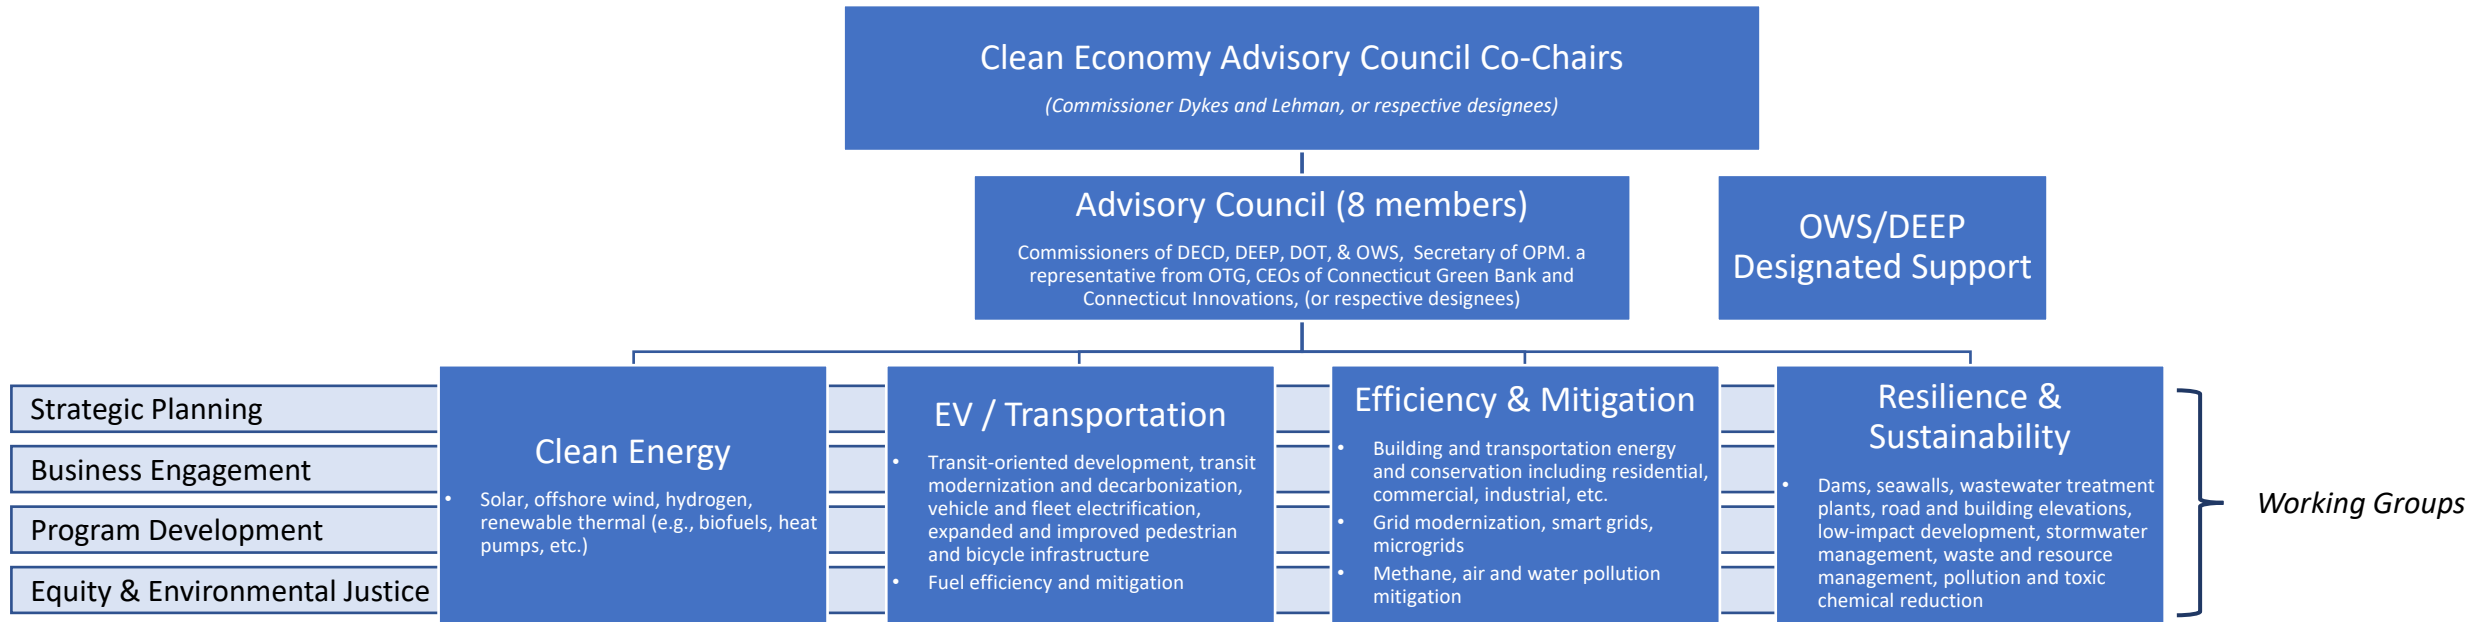 Clean Economy Advisory Council Co-Chairs
(Commissioner Dykes and Lehman, or respective designees)
Advisory Council (8 members)
Commissioners of DECD, DEEP, DOT, & OWS, Secretary of OPM. a
representative from OTG, CEOs of Connecticut Green Bank and
Connecticut Innovations, (or respective designees)
OWS/DEEP
Designated Support
Strategic Planning
Business Engagement
Program Development
Equity & Environmental Justice
Clean Energy
• Solar, offshore wind, hydrogen,
renewable thermal (e.g., biofuels, heat
pumps, etc.)
EV / Transportation
• Transit-oriented development, transit
modernization and decarbonization,
vehicle and fleet electrification,
expanded and improved pedestrian
and bicycle infrastructure
• Fuel efficiency and mitigation
Efficiency & Mitigation
• Building and transportation energy
and conservation including residential,
commercial, industrial, etc.
• Grid modernization, smart grids,
microgrids
• Methane, air and water pollution
mitigation
Resilience &
Sustainability
• Dams, seawalls, wastewater treatment
plants, road and building elevations,
low-impact development, stormwater
management, waste and resource
management, pollution and toxic
chemical reduction
Working Groups